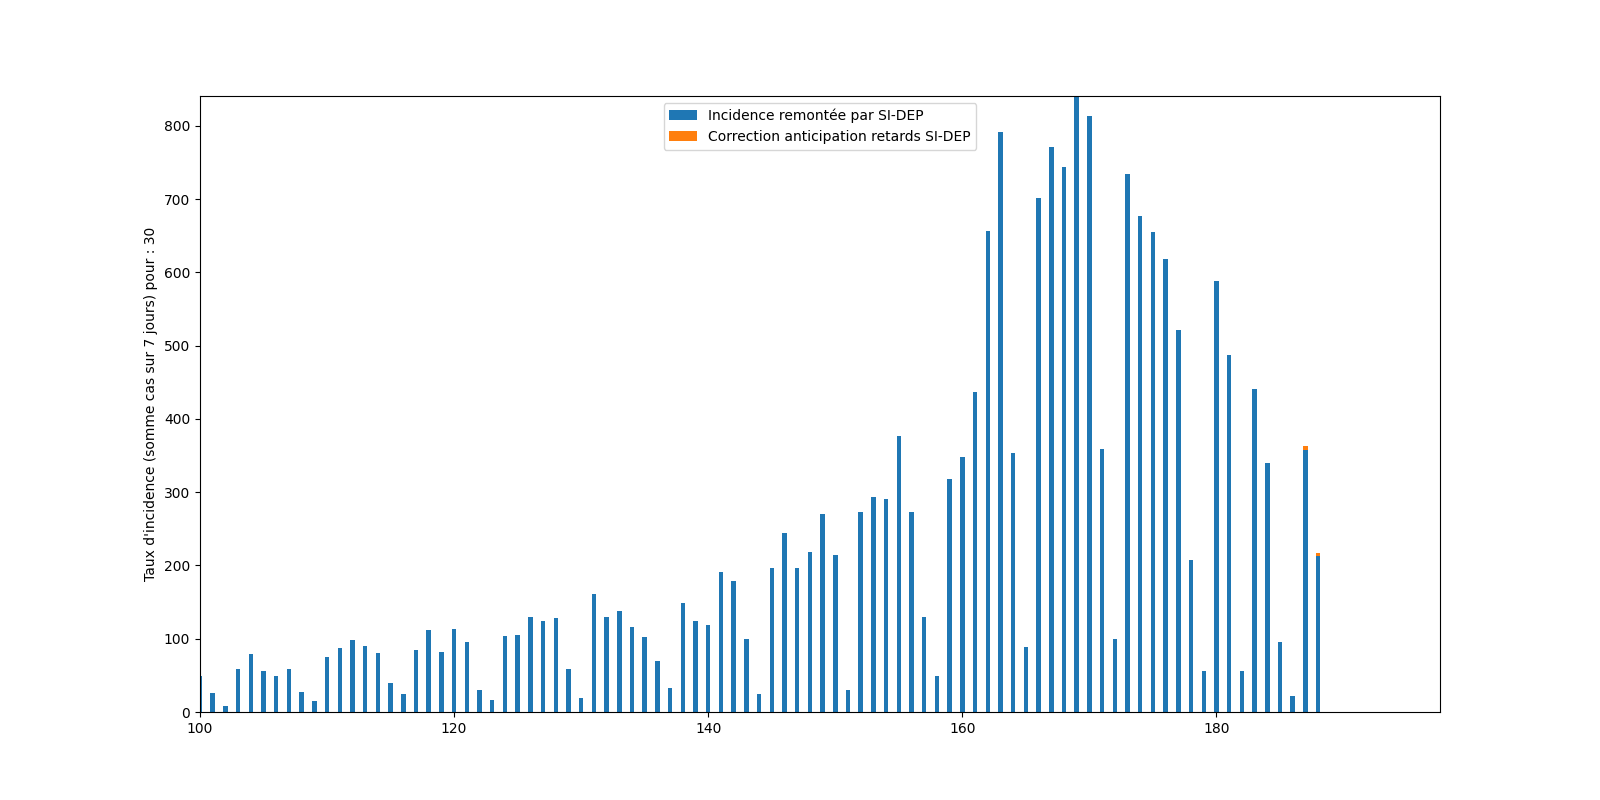 Incidence remontée par SI-DEP
Correction anticipation retards SI-DEP
Taux d'incidence (somme cas sur 7 jours) pour : 30
800
700
600
500
400
300
200
100
0
100 120 140 160 180